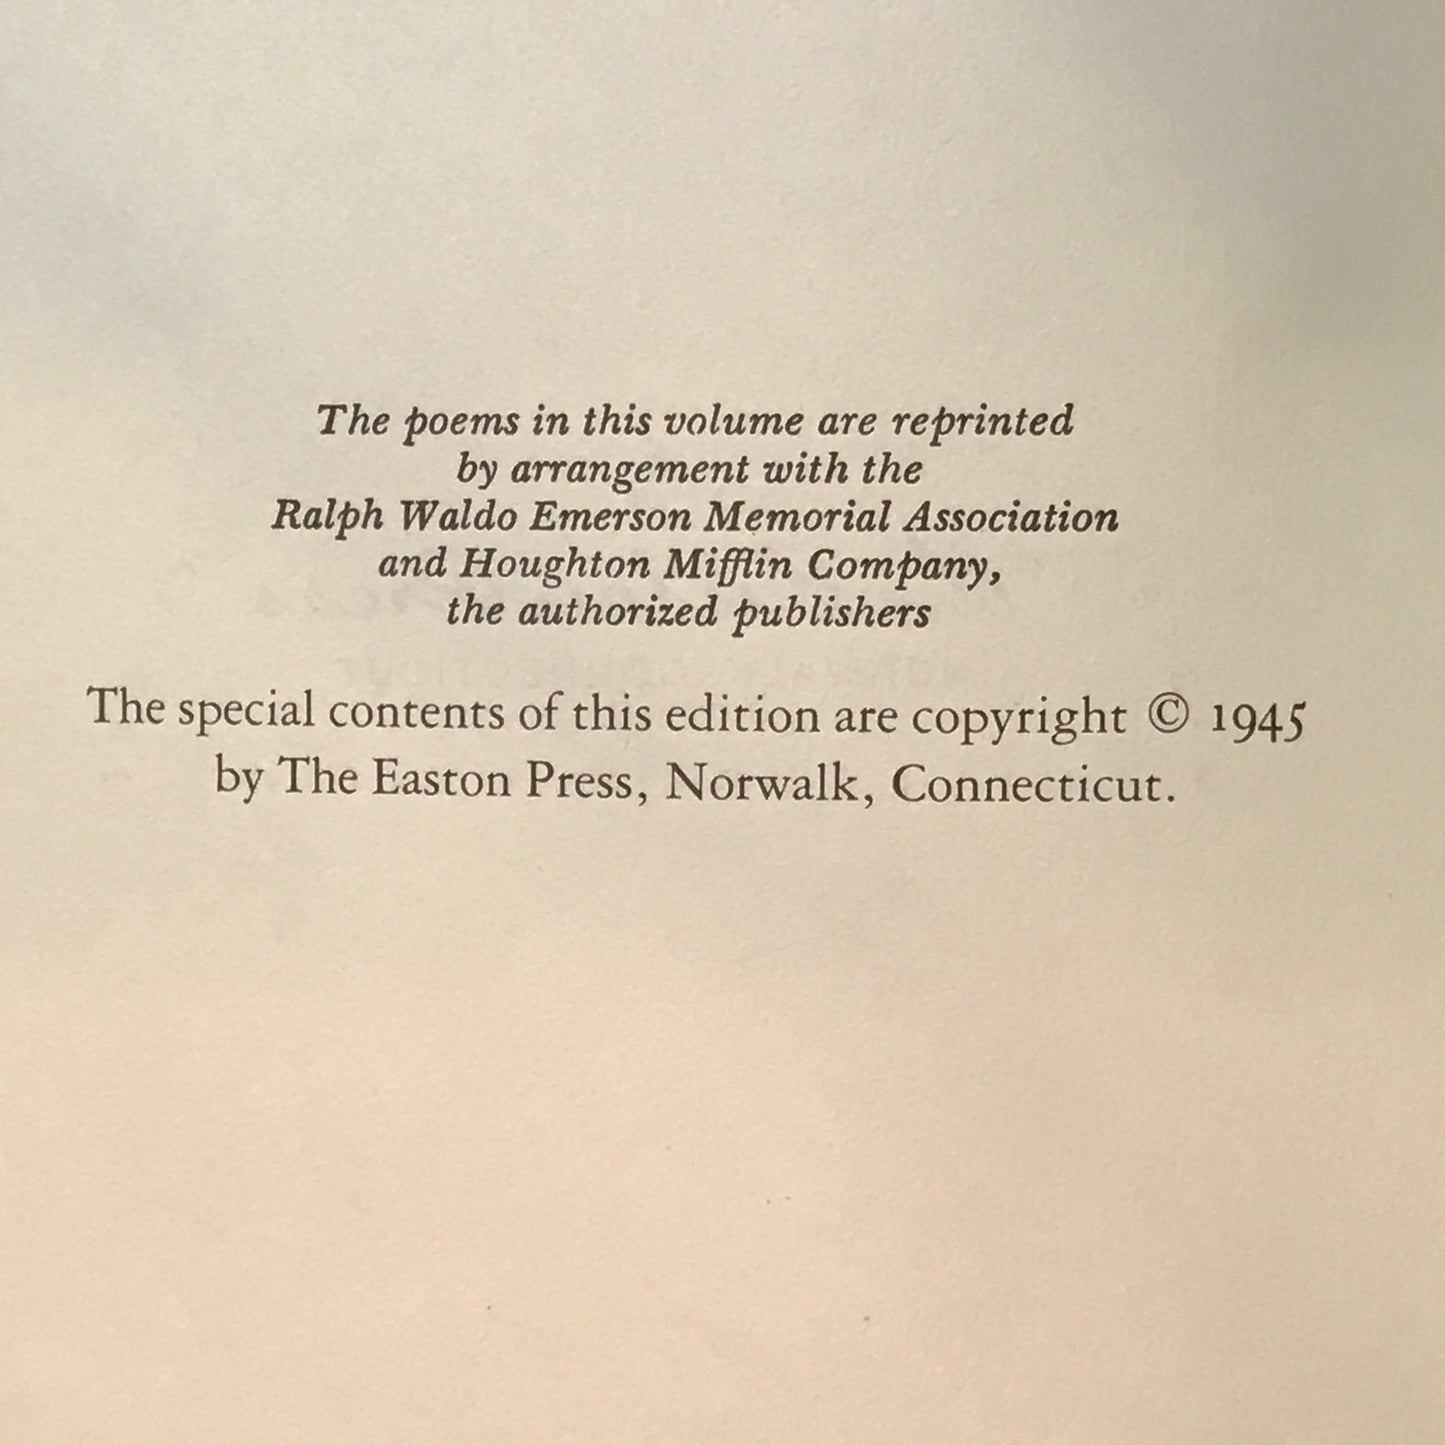 The poems in this volume are reprinted
by arrangement with the
Ralph Waldo Emerson Memorial Association
and Houghton Mifflin Company,
the authorized publishers
The special contents of this edition are copyright © 1945
by The Easton Press, Norwalk, Connecticut.